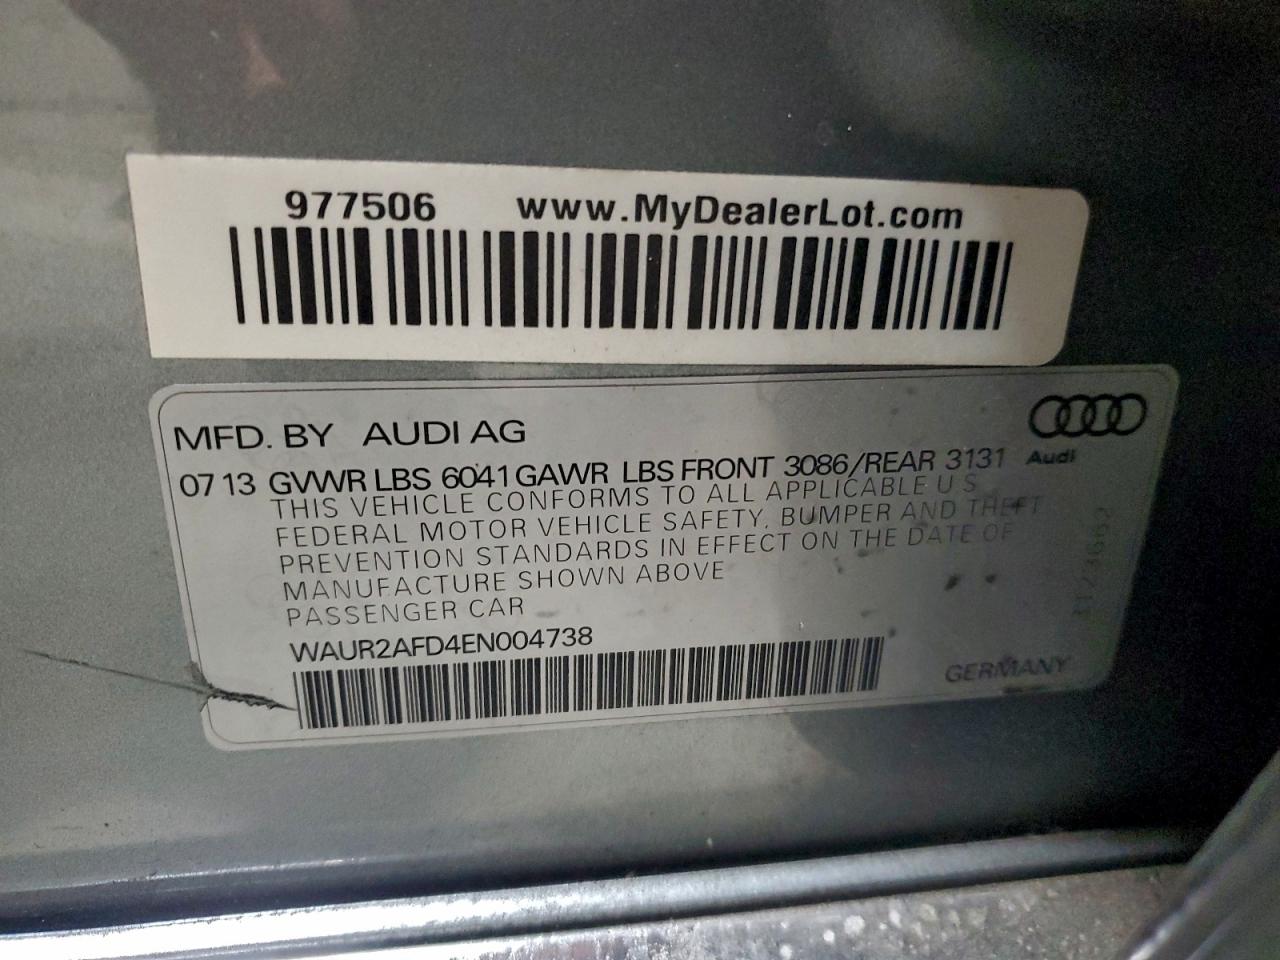 977506 www.MyDealerLot.com
MFD. BY AUDI AG
07 13 GVWR LBS 6041 GAWR LBS FRONT 3086/REAR 3131
Audi
THIS VEHICLE CONFORMS TO ALL APPLICABLE U S
FEDERAL MOTOR VEHICLE SAFETY, BUMPER AND THEFT
PREVENTION STANDARDS IN EFFECT ON THE DATE OF
MANUFACTURE SHOWN ABOVE
PASSENGER CAR
WAUR2AFD4EN004738
GERMANY